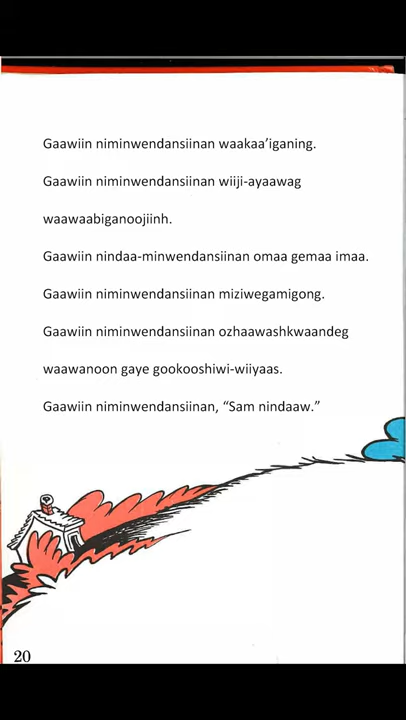 Gaawiin niminwendansiinan waakaa’iganing.
Gaawiin niminwendansiinan wiiji-ayaawag
waawaabiganoojiinh.
Gaawiin nindaa-minwendansiinan omaa gemaa imaa.
Gaawiin niminwendansiinan miziwegamigong.
Gaawiin niminwendansiinan ozhaawashkwaandeg
waawanoon gaye gookooshiwi-wiiyaas.
Gaawiin niminwendansiinan, “Sam nindaaw.”
20